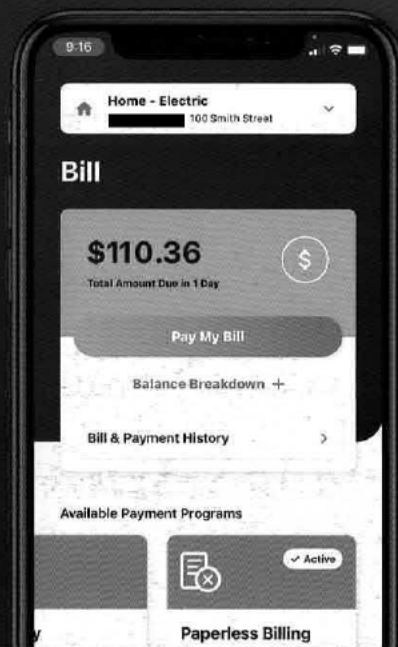 9:16
Home - Electric
100 Smith Street
Bill
$110.36
$
Total Amount Due in 1 Day
Pay My Bill
Balance Breakdown +
Bill & Payment History
Available Payment Programs
Active
y
Paperless Billing